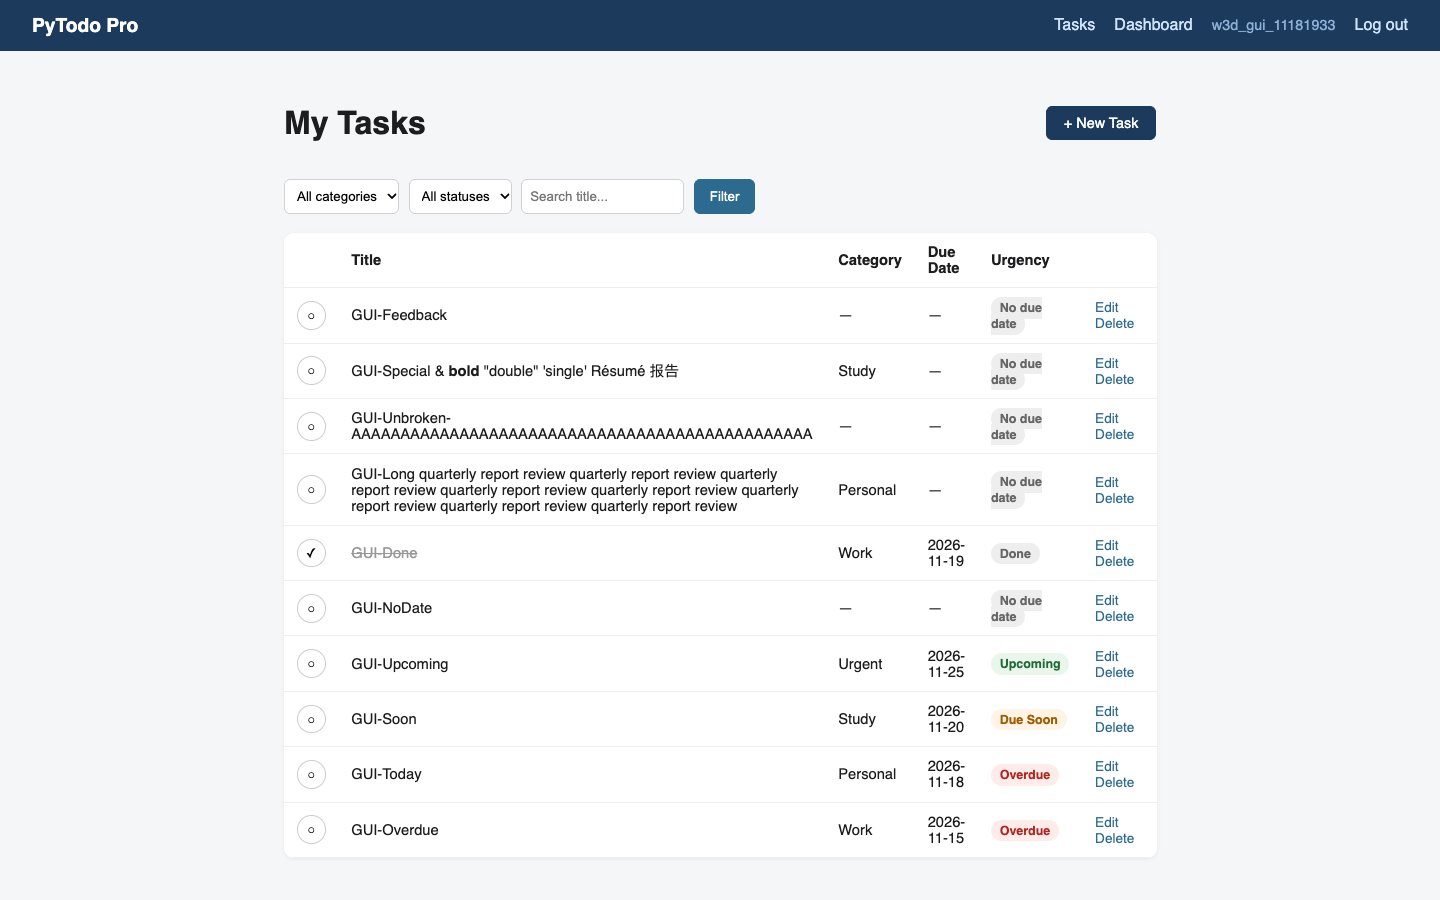 PyTodo Pro
Tasks Dashboard w3d_gui_11181933 Log out
My Tasks
+ New Task
All categories All statuses Search title... Filter
Title Category Due Date Urgency
GUI-Feedback — — No due date Edit Delete
GUI-Special & bold "double" 'single' Résumé 报告 Study — No due date Edit Delete
GUI-Unbroken-
AAAAAAAAAAAAAAAAAAAAAAAAAAAAAAAAAAAAAAAAAAAAAAAA — — No due date Edit Delete
GUI-Long quarterly report review quarterly report review quarterly
report review quarterly report review quarterly report review quarterly
report review quarterly report review quarterly report review Personal — No due date Edit Delete
✓ GUI-Done Work 2026-11-19 Done Edit Delete
GUI-NoDate — — No due date Edit Delete
GUI-Upcoming Urgent 2026-11-25 Upcoming Edit Delete
GUI-Soon Study 2026-11-20 Due Soon Edit Delete
GUI-Today Personal 2026-11-18 Overdue Edit Delete
GUI-Overdue Work 2026-11-15 Overdue Edit Delete